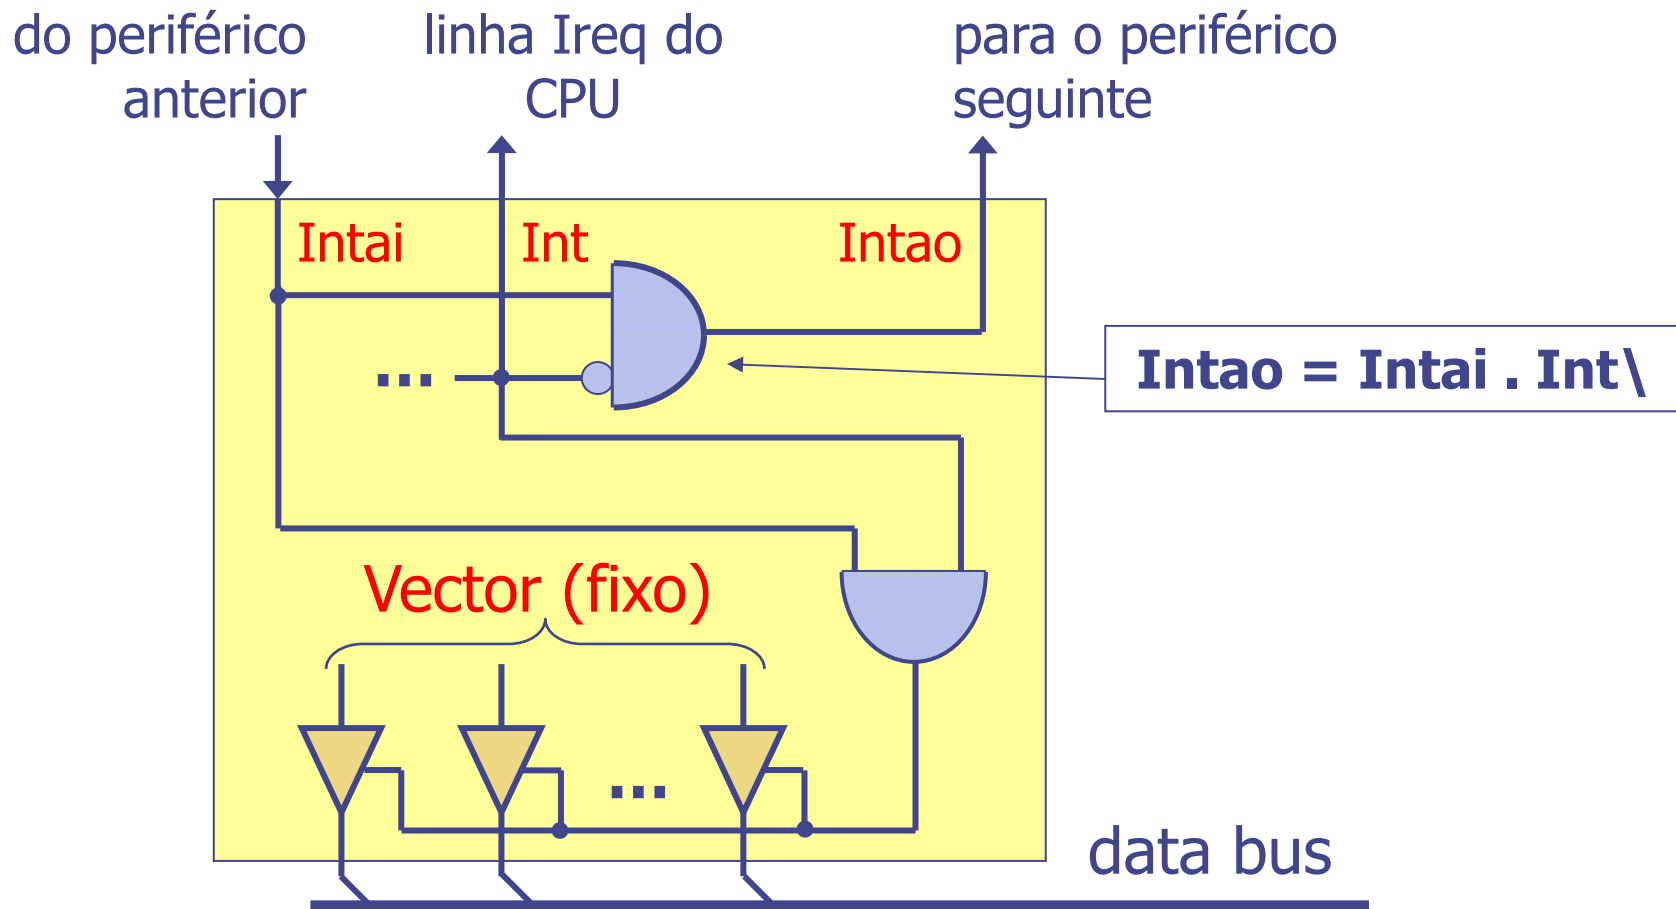 do periférico
anterior
linha Ireq do
CPU
para o periférico
seguinte
Intai
Int
Intao
...
Intao = Intai . Int\
Vector (fixo)
...
data bus